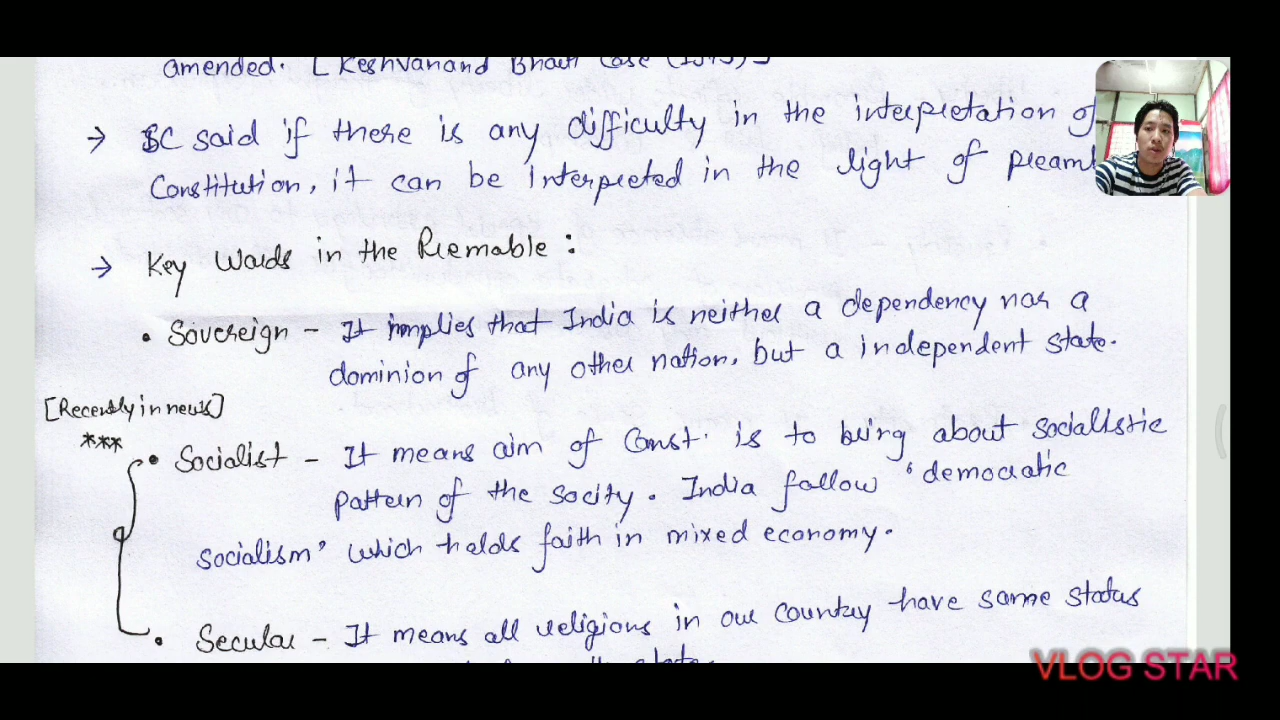 amended. [Keshvanand Bharti Case (1973)]
→ SC said if there is any difficulty in the interpretation of
Constitution, it can be interpreted in the light of preamb
→ Key Words in the Premable :
• Sovereign - It implies that India is neither a dependency nor a
dominion of any other nation, but a independent state.
[Recently in news]
***
• Socialist - It means aim of Const. is to bring about socialistic
pattern of the socity. India follow 'democratic
socialism' which holds faith in mixed economy.
• Secular - It means all religions in our country have same status
VLOG STAR